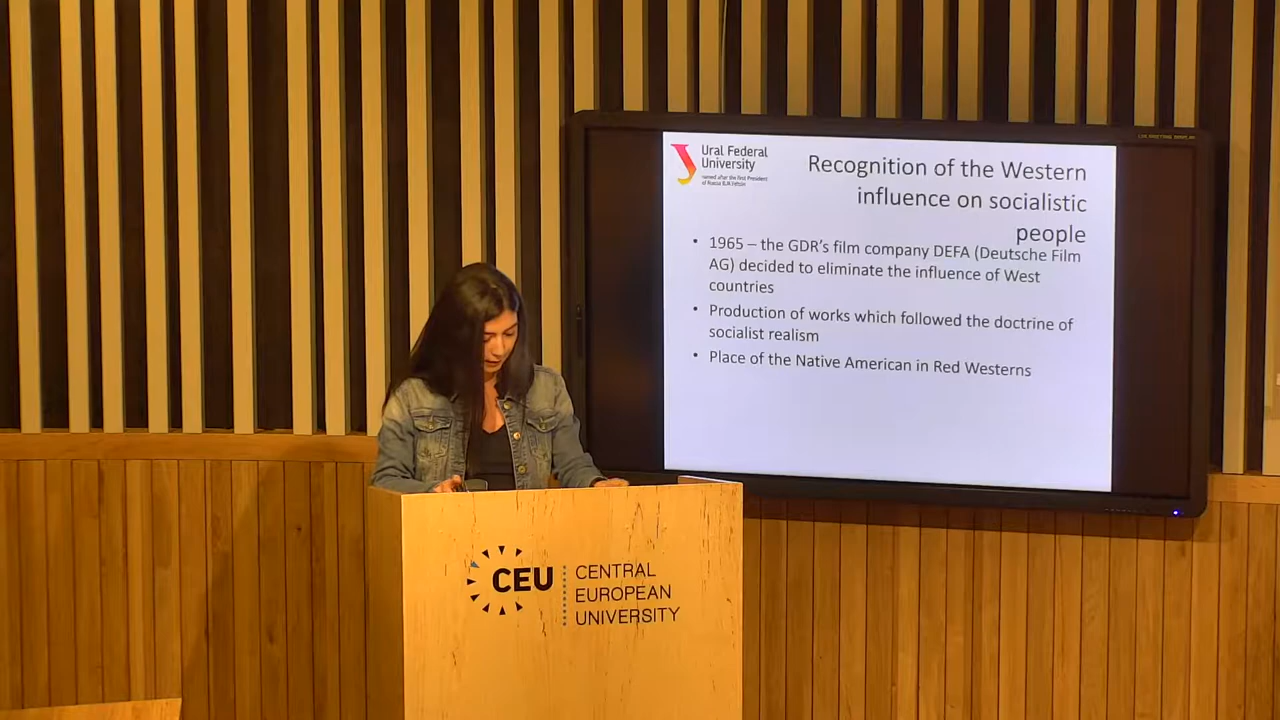 Ural Federal
University
named after the first President
of Russia B.N.Yeltsin
Recognition of the Western
influence on socialistic
people
• 1965 – the GDR's film company DEFA (Deutsche Film
AG) decided to eliminate the influence of West
countries
• Production of works which followed the doctrine of
socialist realism
• Place of the Native American in Red Westerns
CEU
CENTRAL
EUROPEAN
UNIVERSITY